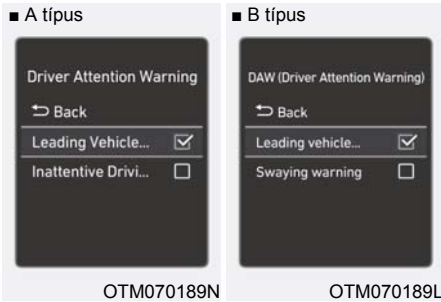 ■ A típus
Driver Attention Warning
Back
Leading Vehicle...
Inattentive Drivi...
OTM070189N
■ B típus
DAW (Driver Attention Warning)
Back
Leading vehicle...
Swaying warning
OTM070189L